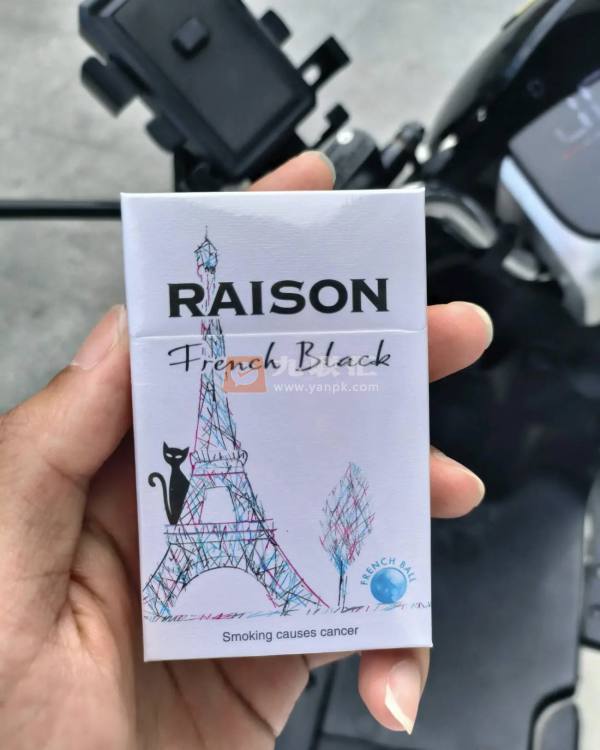 RAISON
French Black
www.yanpk.com
FRENCH BALL
Smoking causes cancer